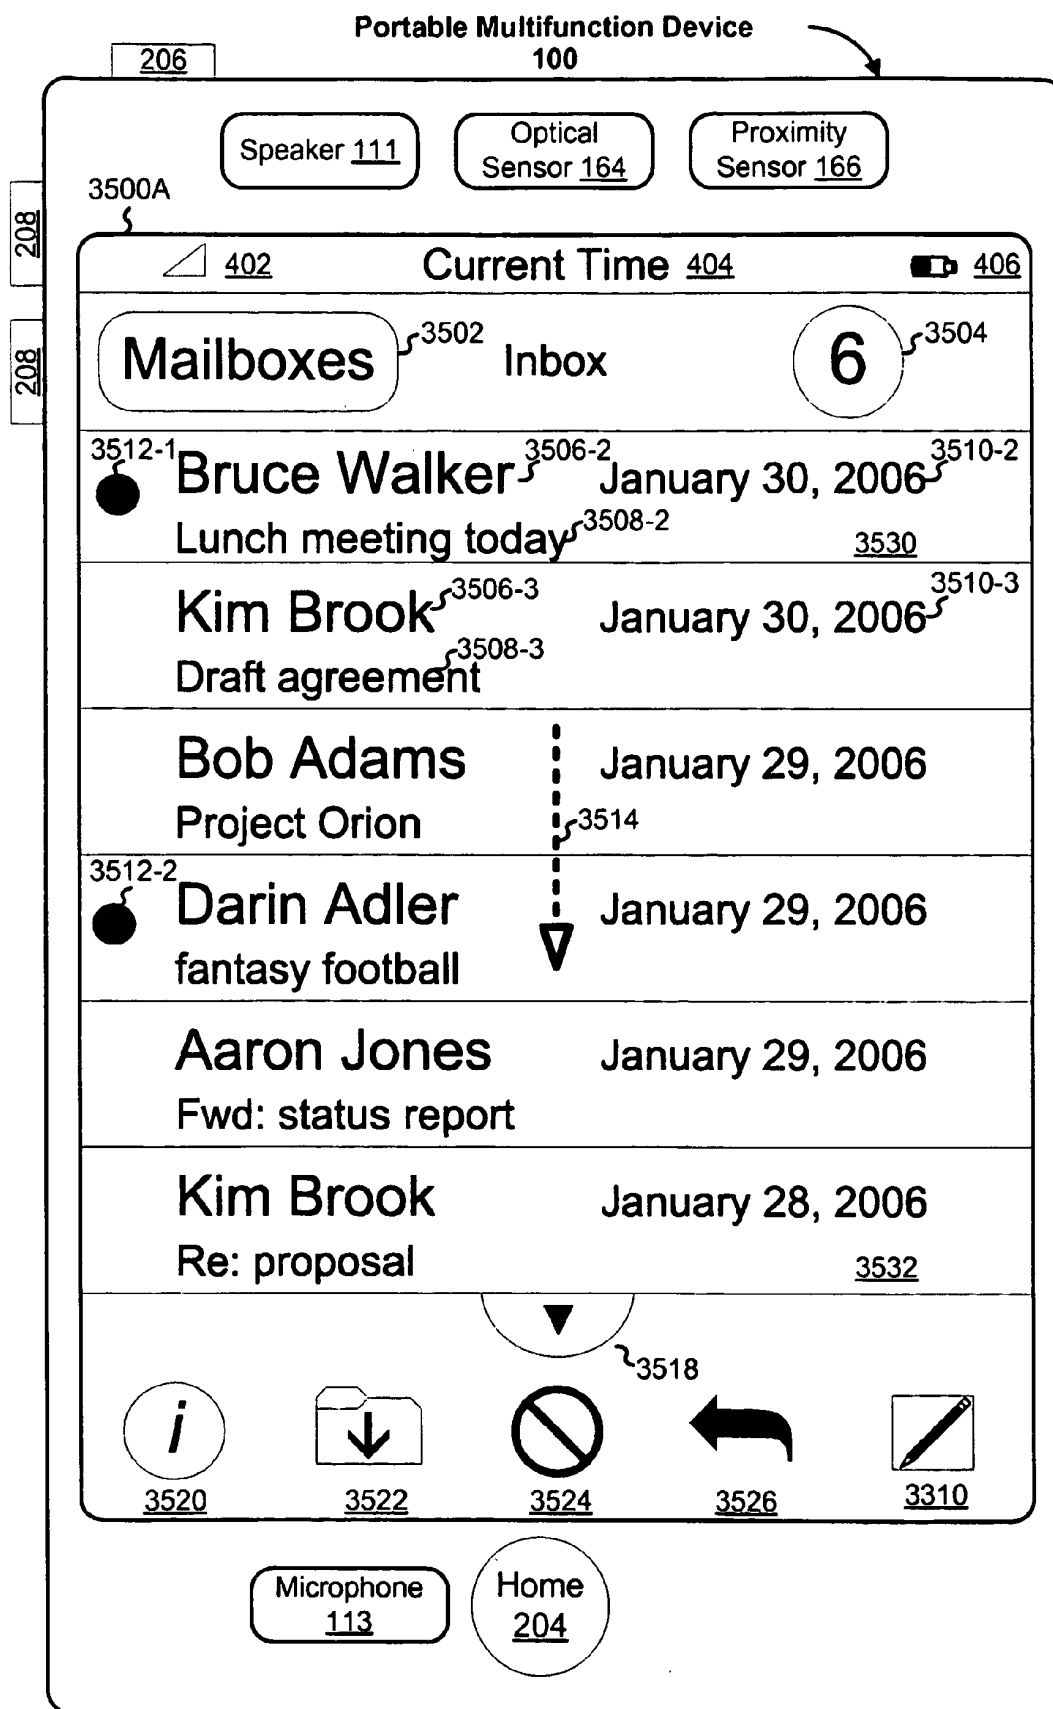 Portable Multifunction Device
100
206
Speaker 111
Optical
Sensor 164
Proximity
Sensor 166
3500A
208
402
Current Time 404
406
208
Mailboxes
3502
Inbox
6
3504
3512-1
Bruce Walker
3506-2
January 30, 2006
3510-2
Lunch meeting today
3508-2
3530
Kim Brook
3506-3
January 30, 2006
3510-3
Draft agreement
3508-3
Bob Adams
January 29, 2006
Project Orion
3514
3512-2
Darin Adler
January 29, 2006
fantasy football
Aaron Jones
January 29, 2006
Fwd: status report
Kim Brook
January 28, 2006
Re: proposal
3532
3518
i
3520
3522
3524
3526
3310
Microphone
113
Home
204